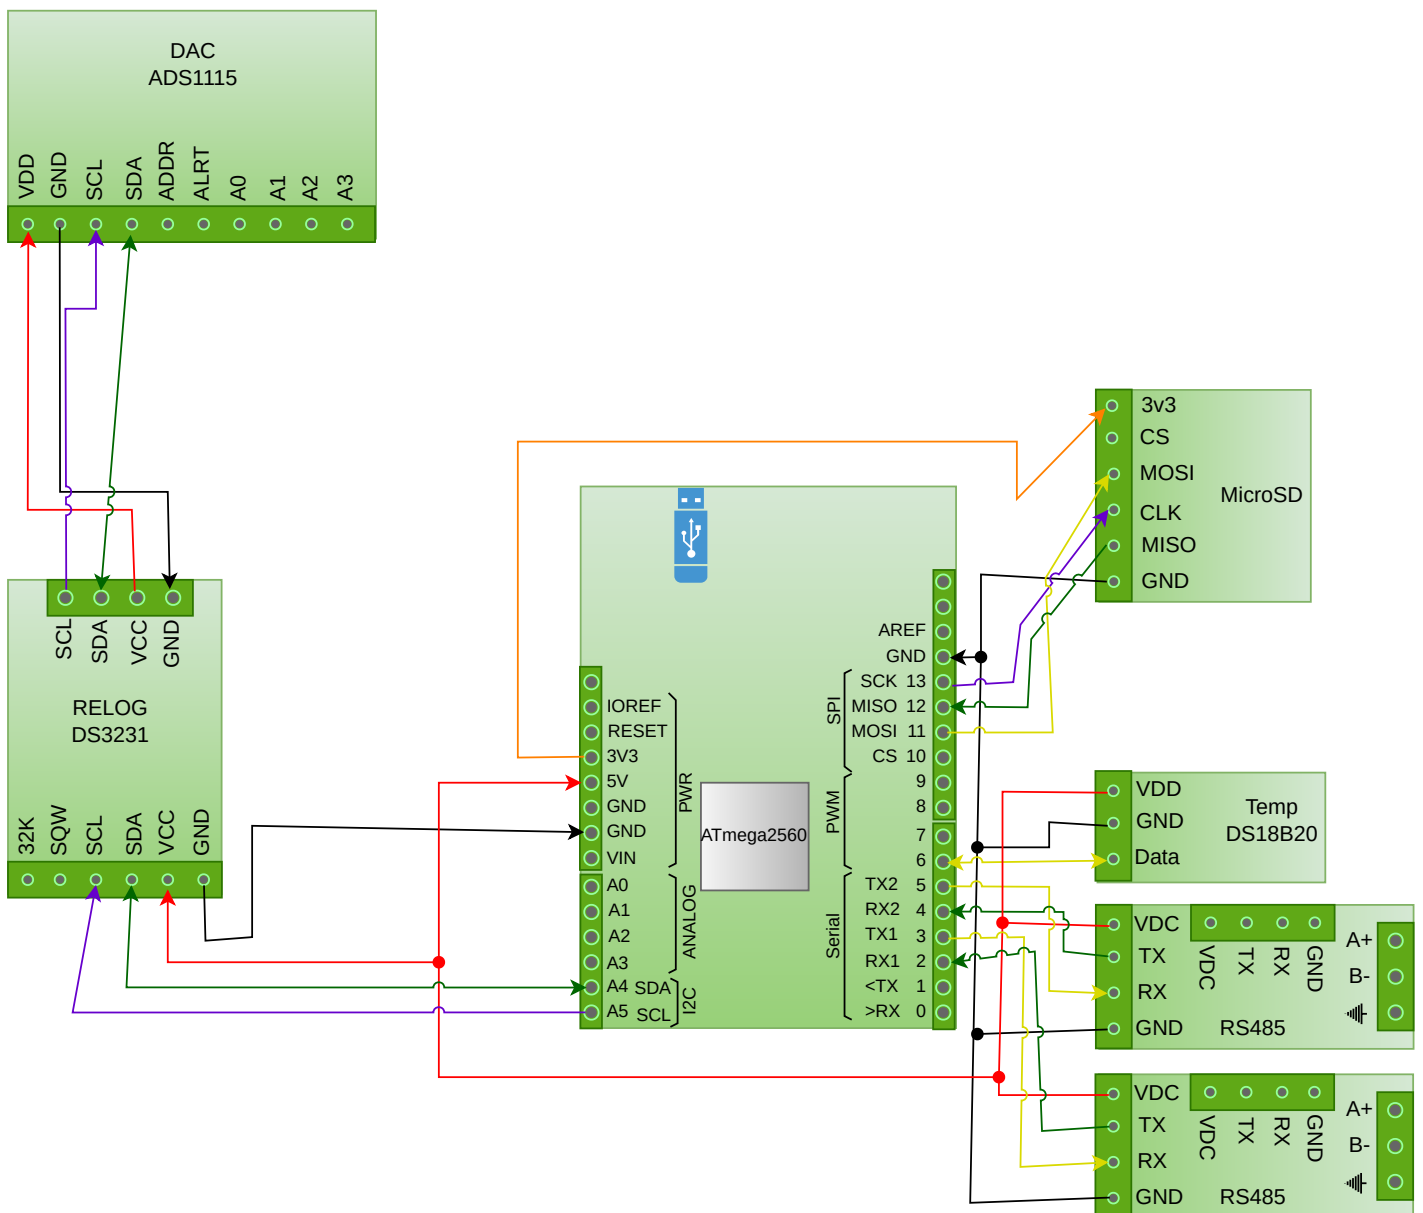 DAC
ADS1115
VDD
GND
SCL
SDA
ADDR
ALRT
A0
A1
A2
A3
SCL
SDA
VCC
GND
RELOG
DS3231
32K
SQW
SCL
SDA
VCC
GND
IOREF
RESET
3V3
5V
GND
GND
VIN
PWR
A0
A1
A2
A3
A4 SDA
A5 SCL
ANALOG
I2C
ATmega2560
AREF
GND
SCK 13
MISO 12
MOSI 11
CS 10
9
8
7
6
TX2 5
RX2 4
TX1 3
RX1 2
<TX 1
>RX 0
SPI
PWM
Serial
3v3
CS
MOSI
CLK
MISO
GND
MicroSD
VDD
GND
Data
Temp
DS18B20
VDC
TX
RX
GND
VDC
TX
RX
GND
A+
B-
RS485
VDC
TX
RX
GND
VDC
TX
RX
GND
A+
B-
RS485